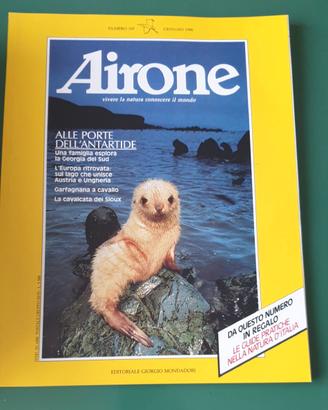 Airone
vivere la natura conoscere il mondo
ALLE PORTE
DELL'ANTARTIDE
Una famiglia esplora
la Georgia del Sud
L'Europa ritrovata:
sul lago che unisce
Austria e Ungheria
Garfagnana a cavallo
La cavalcata dei Sioux
DA QUESTO NUMERO
IN REGALO
LE GUIDE PRATICHE
NELLA NATURA D'ITALIA
EDITORIALE GIORGIO MONDADORI